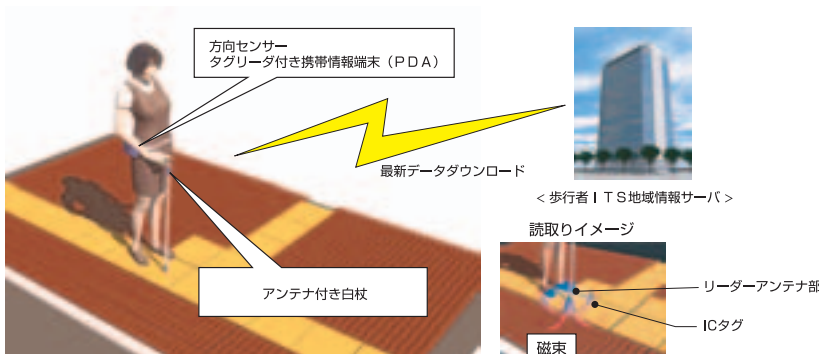 方向センサー
タグリーダ付き携帯情報端末（ＰＤＡ）
最新データダウンロード
＜歩行者ＩＴＳ地域情報サーバ＞
アンテナ付き白杖
読取りイメージ
リーダーアンテナ部
ICタグ
磁束